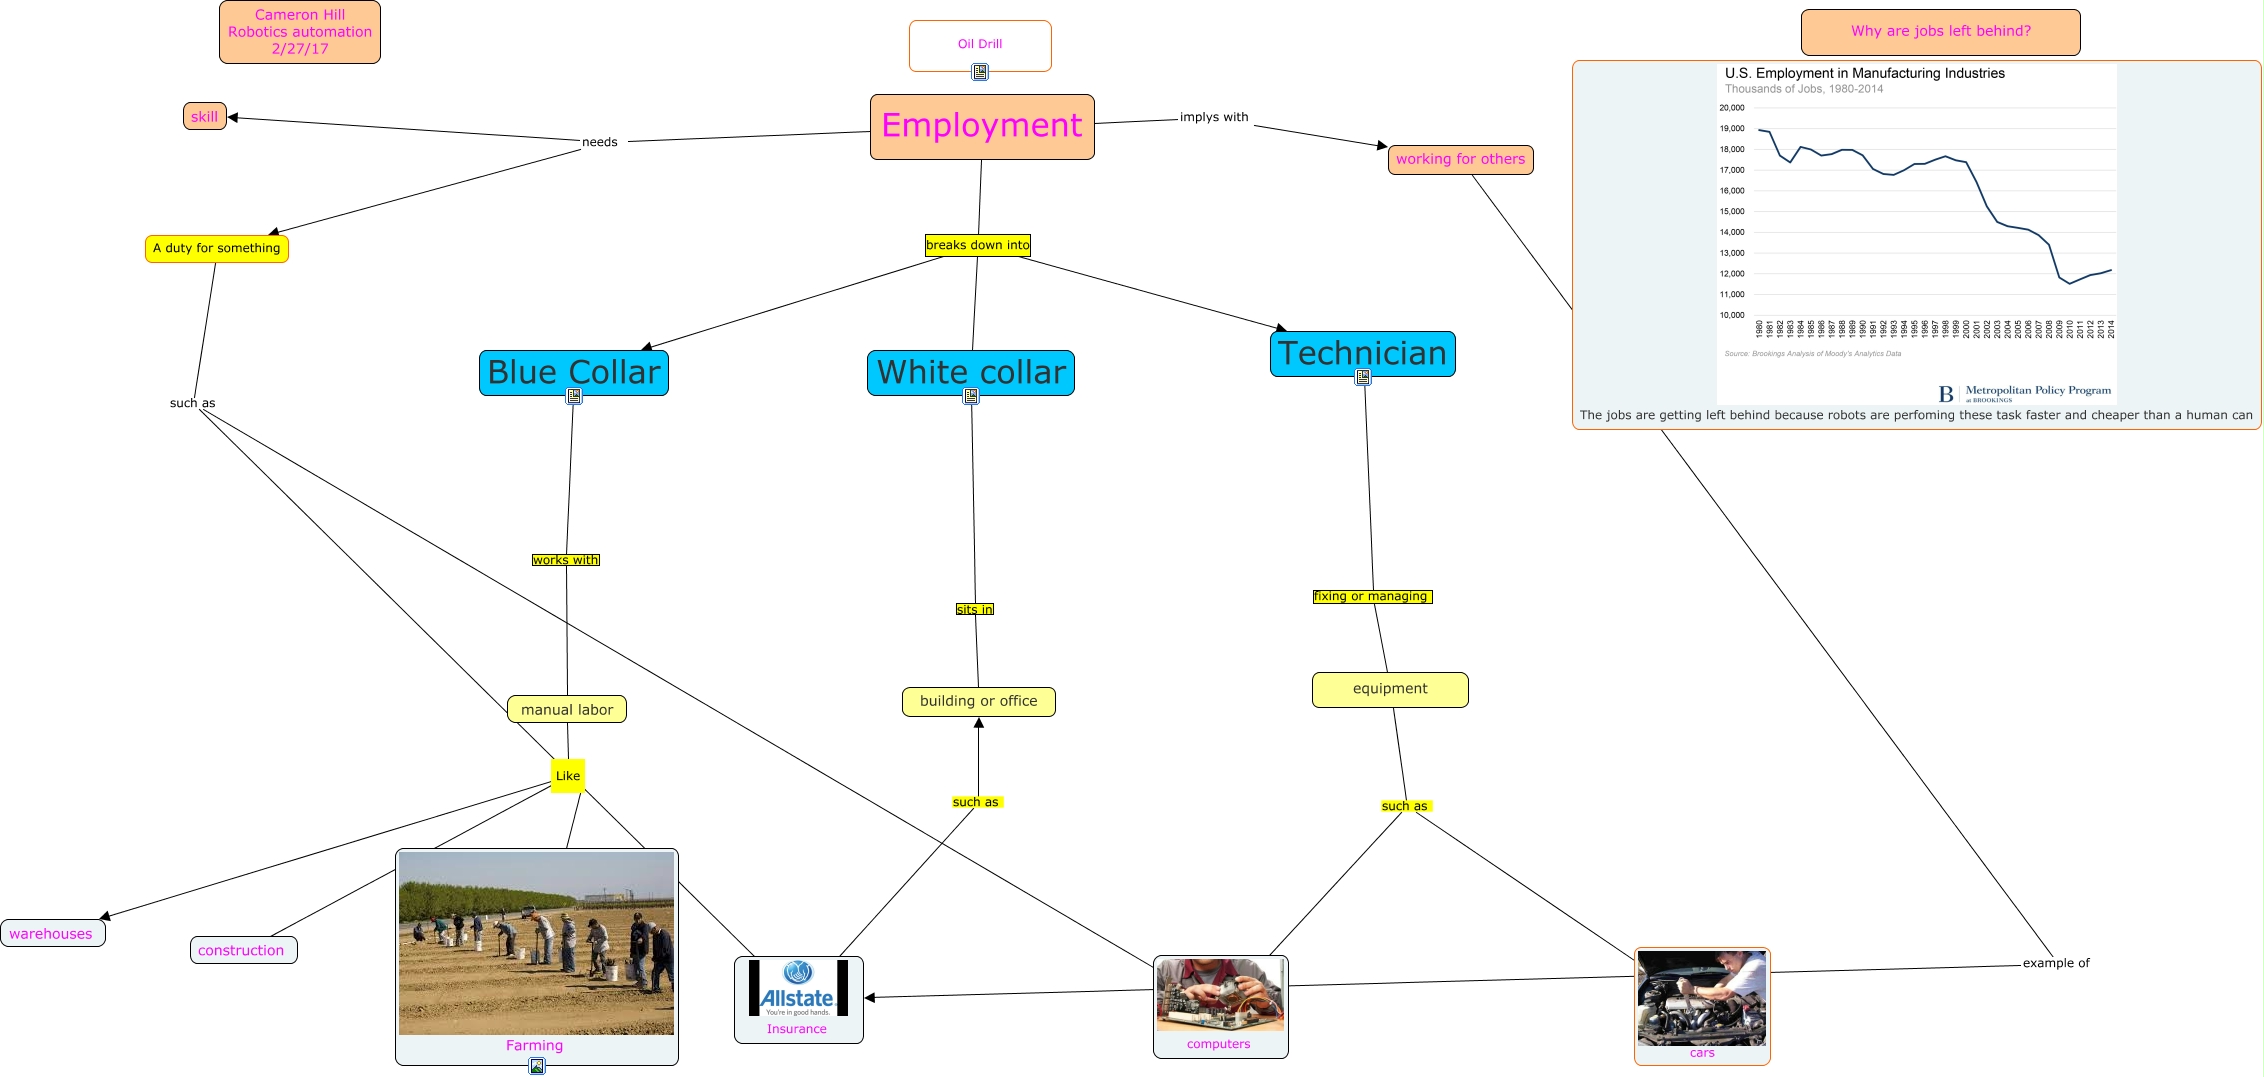 Cameron Hill
Robotics automation
2/27/17
Oil Drill
Why are jobs left behind?
U.S. Employment in Manufacturing Industries
Thousands of Jobs, 1980-2014
20,000
19,000
18,000
17,000
16,000
15,000
14,000
13,000
12,000
11,000
10,000
1980 1981 1982 1983 1984 1985 1986 1987 1988 1989 1990 1991 1992 1993 1994 1995 1996 1997 1998 1999 2000 2001 2002 2003 2004 2005 2006 2007 2008 2009 2010 2011 2012 2013 2014
Source: Brookings Analysis of Moody's Analytics Data
B Metropolitan Policy Program
at BROOKINGS
The jobs are getting left behind because robots are perfoming these task faster and cheaper than a human can
skill
needs
Employment
implys with
working for others
A duty for something
breaks down into
Blue Collar
White collar
Technician
such as
works with
sits in
fixing or managing
manual labor
building or office
equipment
Like
such as
such as
warehouses
construction
Farming
Allstate.
You're in good hands.
Insurance
computers
cars
example of